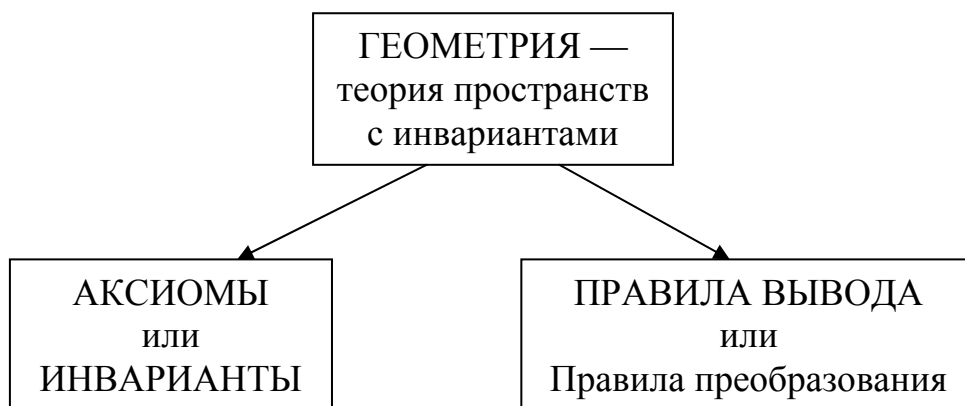 ГЕОМЕТРИЯ —
теория пространств
с инвариантами
АКСИОМЫ
или
ИНВАРИАНТЫ
ПРАВИЛА ВЫВОДА
или
Правила преобразования